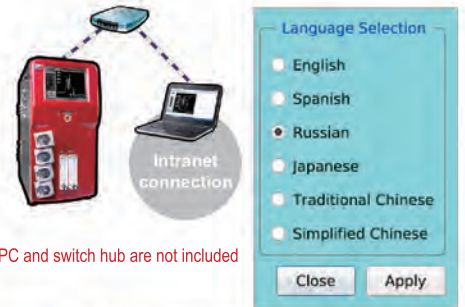 Intranet
connection
PC and switch hub are not included
Language Selection
English
Spanish
Russian
Japanese
Traditional Chinese
Simplified Chinese
Close
Apply